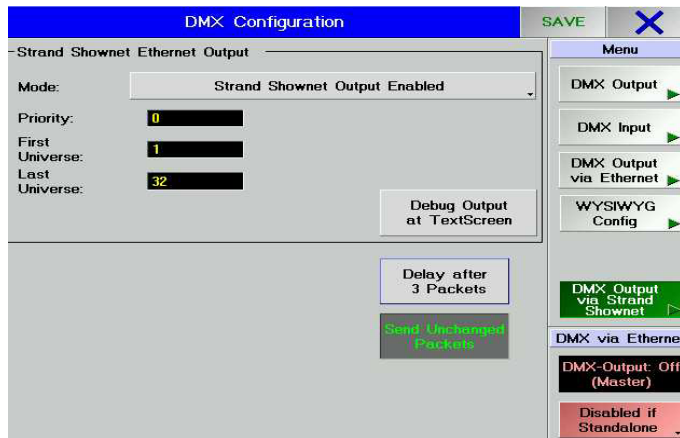 DMX Configuration
SAVE
Strand Shownet Ethernet Output
Mode:
Strand Shownet Output Enabled
Priority:
0
First
Universe:
1
Last
Universe:
32
Debug Output
at TextScreen
Delay after
3 Packets
Send Unchanged
Packets
Menu
DMX Output
DMX Input
DMX Output
via Ethernet
WYSIWYG
Config
DMX Output
via Strand
Shownet
DMX via Etherne
DMX-Output: Off
(Master)
Disabled if
Standalone